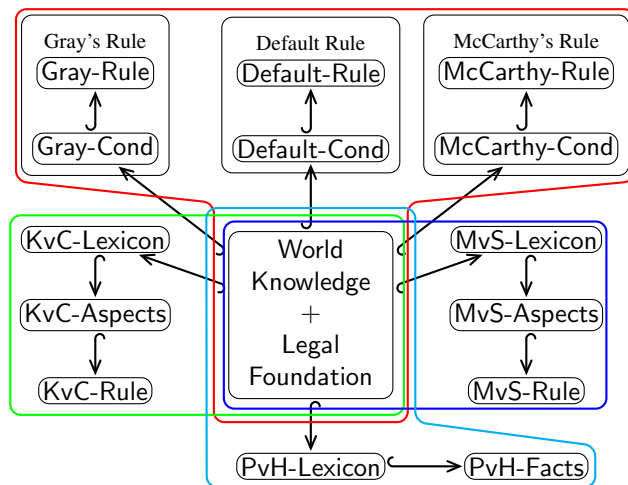 Gray's Rule
Gray-Rule
Gray-Cond
Default Rule
Default-Rule
Default-Cond
McCarthy's Rule
McCarthy-Rule
McCarthy-Cond
KvC-Lexicon
KvC-Aspects
KvC-Rule
World
Knowledge
+
Legal
Foundation
MvS-Lexicon
MvS-Aspects
MvS-Rule
PvH-Lexicon
PvH-Facts